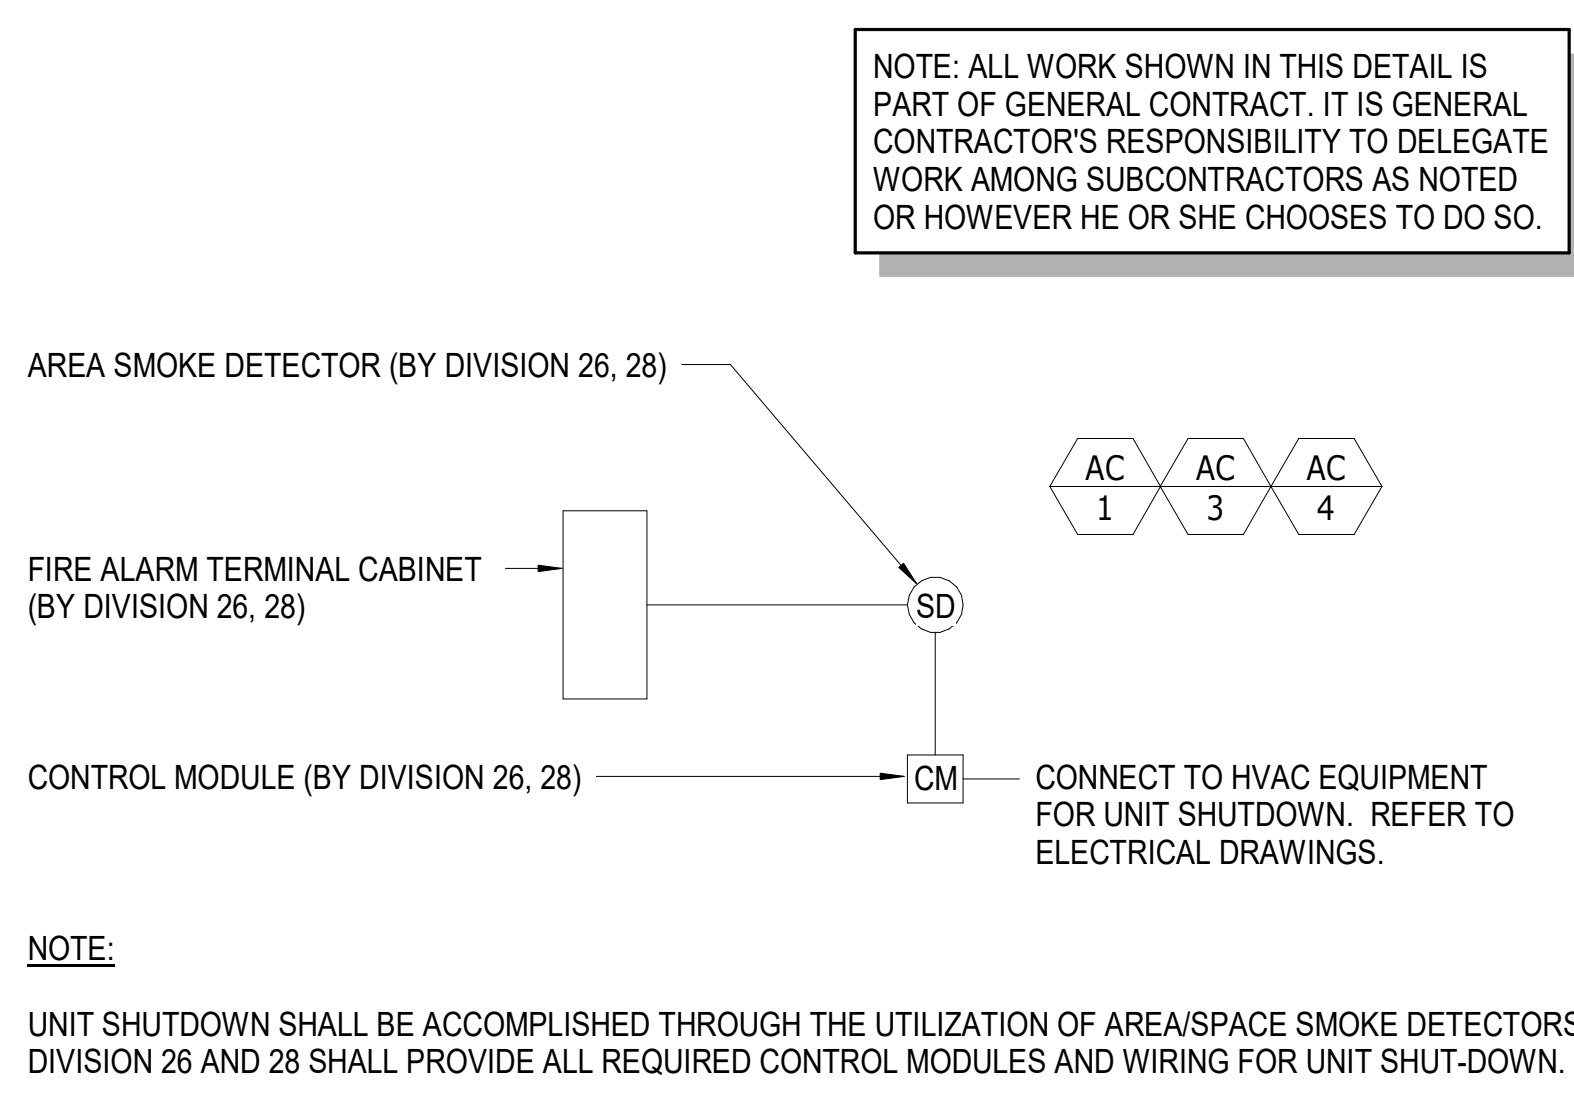 NOTE: ALL WORK SHOWN IN THIS DETAIL IS
PART OF GENERAL CONTRACT. IT IS GENERAL
CONTRACTOR'S RESPONSIBILITY TO DELEGATE
WORK AMONG SUBCONTRACTORS AS NOTED
OR HOWEVER HE OR SHE CHOOSES TO DO SO.
AREA SMOKE DETECTOR (BY DIVISION 26, 28)
AC AC AC
1 3 4
FIRE ALARM TERMINAL CABINET
(BY DIVISION 26, 28)
SD
CONTROL MODULE (BY DIVISION 26, 28)
CM
CONNECT TO HVAC EQUIPMENT
FOR UNIT SHUTDOWN. REFER TO
ELECTRICAL DRAWINGS.
NOTE:
UNIT SHUTDOWN SHALL BE ACCOMPLISHED THROUGH THE UTILIZATION OF AREA/SPACE SMOKE DETECTORS
DIVISION 26 AND 28 SHALL PROVIDE ALL REQUIRED CONTROL MODULES AND WIRING FOR UNIT SHUT-DOWN.